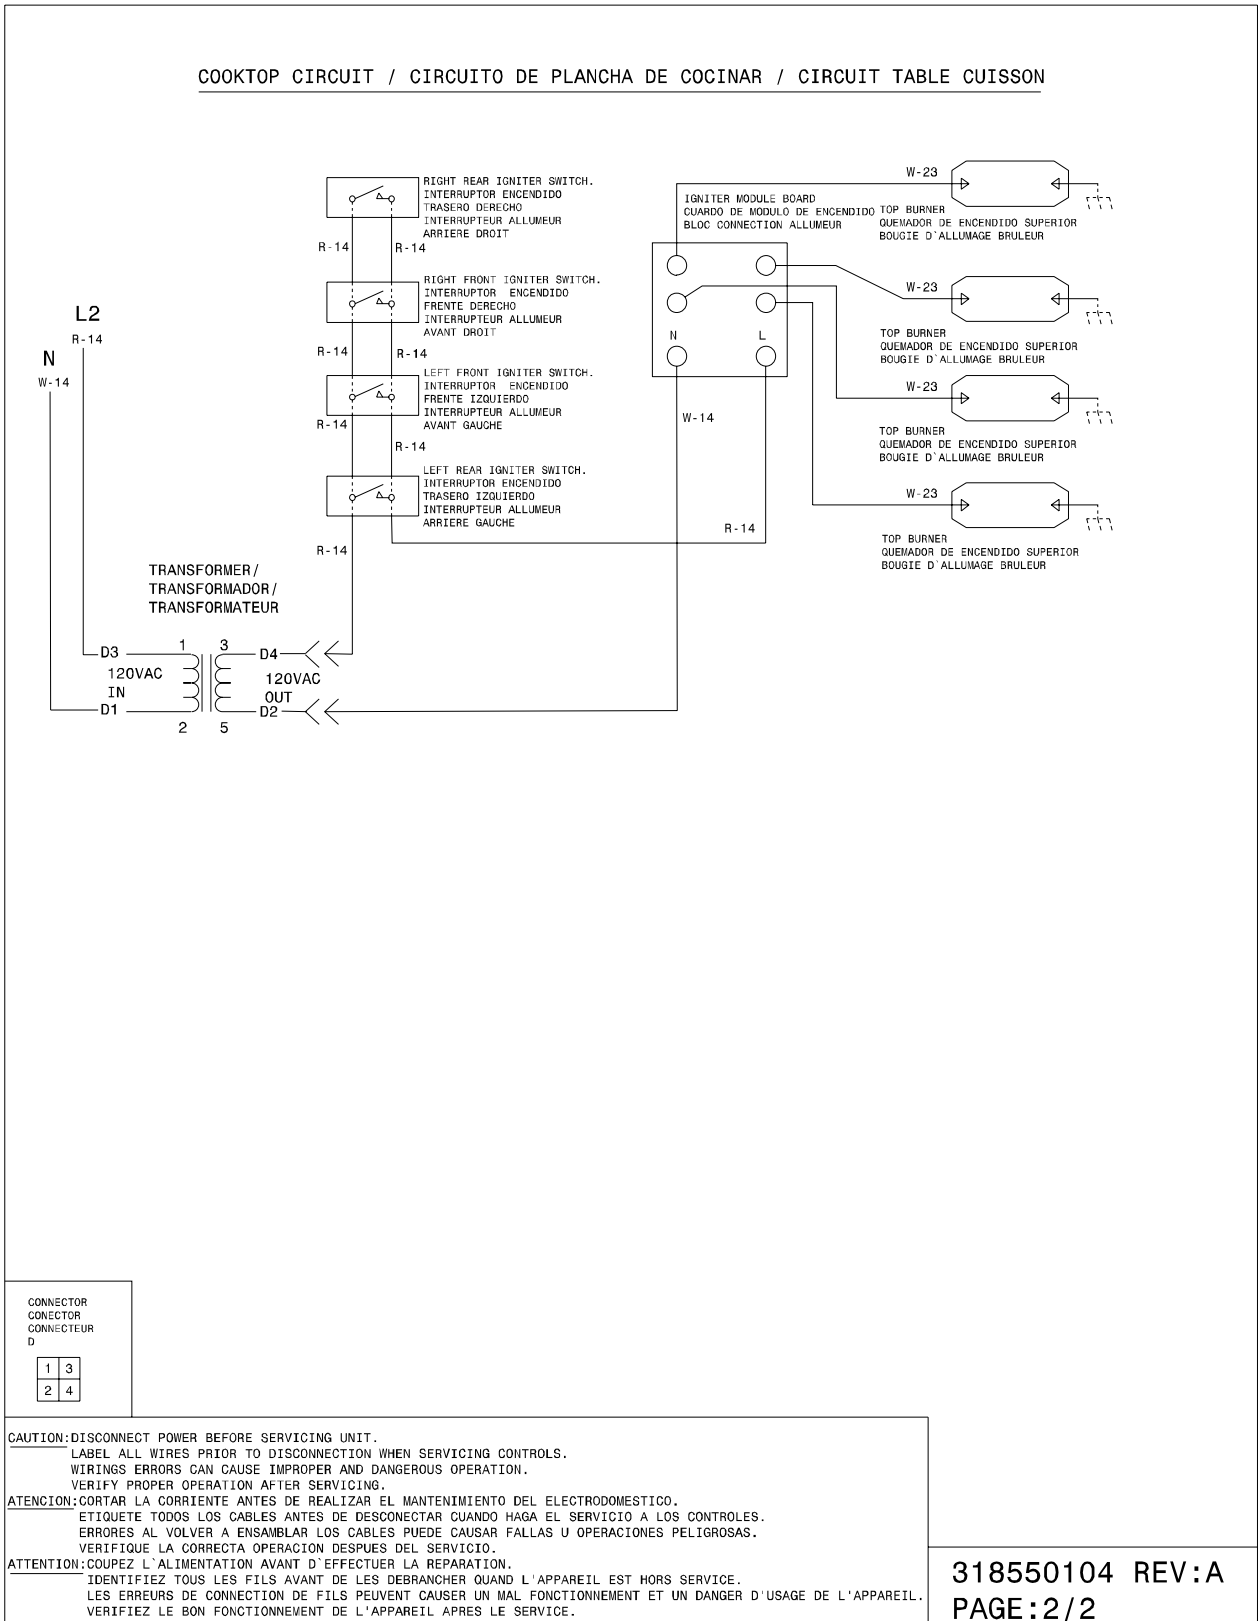 COOKTOP CIRCUIT / CIRCUITO DE PLANCHA DE COCINAR / CIRCUIT TABLE CUISSON
RIGHT REAR IGNITER SWITCH.
INTERRUPTOR ENCENDIDO
TRASERO DERECHO
INTERRUPTEUR ALLUMEUR
ARRIERE DROIT
R-14
R-14
RIGHT FRONT IGNITER SWITCH.
INTERRUPTOR ENCENDIDO
FRENTE DERECHO
INTERRUPTEUR ALLUMEUR
AVANT DROIT
R-14
R-14
LEFT FRONT IGNITER SWITCH.
INTERRUPTOR ENCENDIDO
FRENTE IZQUIERDO
INTERRUPTEUR ALLUMEUR
AVANT GAUCHE
R-14
R-14
LEFT REAR IGNITER SWITCH.
INTERRUPTOR ENCENDIDO
TRASERO IZQUIERDO
INTERRUPTEUR ALLUMEUR
ARRIERE GAUCHE
R-14
L2
R-14
N
W-14
IGNITER MODULE BOARD
CUARDO DE MODULO DE ENCENDIDO
BLOC CONNECTION ALLUMEUR
N
L
W-14
R-14
W-23
TOP BURNER
QUEMADOR DE ENCENDIDO SUPERIOR
BOUGIE D`ALLUMAGE BRULEUR
W-23
TOP BURNER
QUEMADOR DE ENCENDIDO SUPERIOR
BOUGIE D`ALLUMAGE BRULEUR
W-23
TOP BURNER
QUEMADOR DE ENCENDIDO SUPERIOR
BOUGIE D`ALLUMAGE BRULEUR
W-23
TOP BURNER
QUEMADOR DE ENCENDIDO SUPERIOR
BOUGIE D`ALLUMAGE BRULEUR
TRANSFORMER/
TRANSFORMADOR/
TRANSFORMATEUR
D3
1
3
D4
120VAC
IN
120VAC
OUT
D1
D2
2
5
CONNECTOR
CONECTOR
CONNECTEUR
D
1 3
2 4
CAUTION:DISCONNECT POWER BEFORE SERVICING UNIT.
LABEL ALL WIRES PRIOR TO DISCONNECTION WHEN SERVICING CONTROLS.
WIRINGS ERRORS CAN CAUSE IMPROPER AND DANGEROUS OPERATION.
VERIFY PROPER OPERATION AFTER SERVICING.
ATENCION:CORTAR LA CORRIENTE ANTES DE REALIZAR EL MANTENIMIENTO DEL ELECTRODOMESTICO.
ETIQUETE TODOS LOS CABLES ANTES DE DESCONECTAR CUANDO HAGA EL SERVICIO A LOS CONTROLES.
ERRORES AL VOLVER A ENSAMBLAR LOS CABLES PUEDE CAUSAR FALLAS U OPERACIONES PELIGROSAS.
VERIFIQUE LA CORRECTA OPERACION DESPUES DEL SERVICIO.
ATTENTION:COUPEZ L`ALIMENTATION AVANT D`EFFECTUER LA REPARATION.
IDENTIFIEZ TOUS LES FILS AVANT DE LES DEBRANCHER QUAND L'APPAREIL EST HORS SERVICE.
LES ERREURS DE CONNECTION DE FILS PEUVENT CAUSER UN MAL FONCTIONNEMENT ET UN DANGER D'USAGE DE L'APPAREIL.
VERIFIEZ LE BON FONCTIONNEMENT DE L'APPAREIL APRES LE SERVICE.
318550104 REV:A
PAGE:2/2